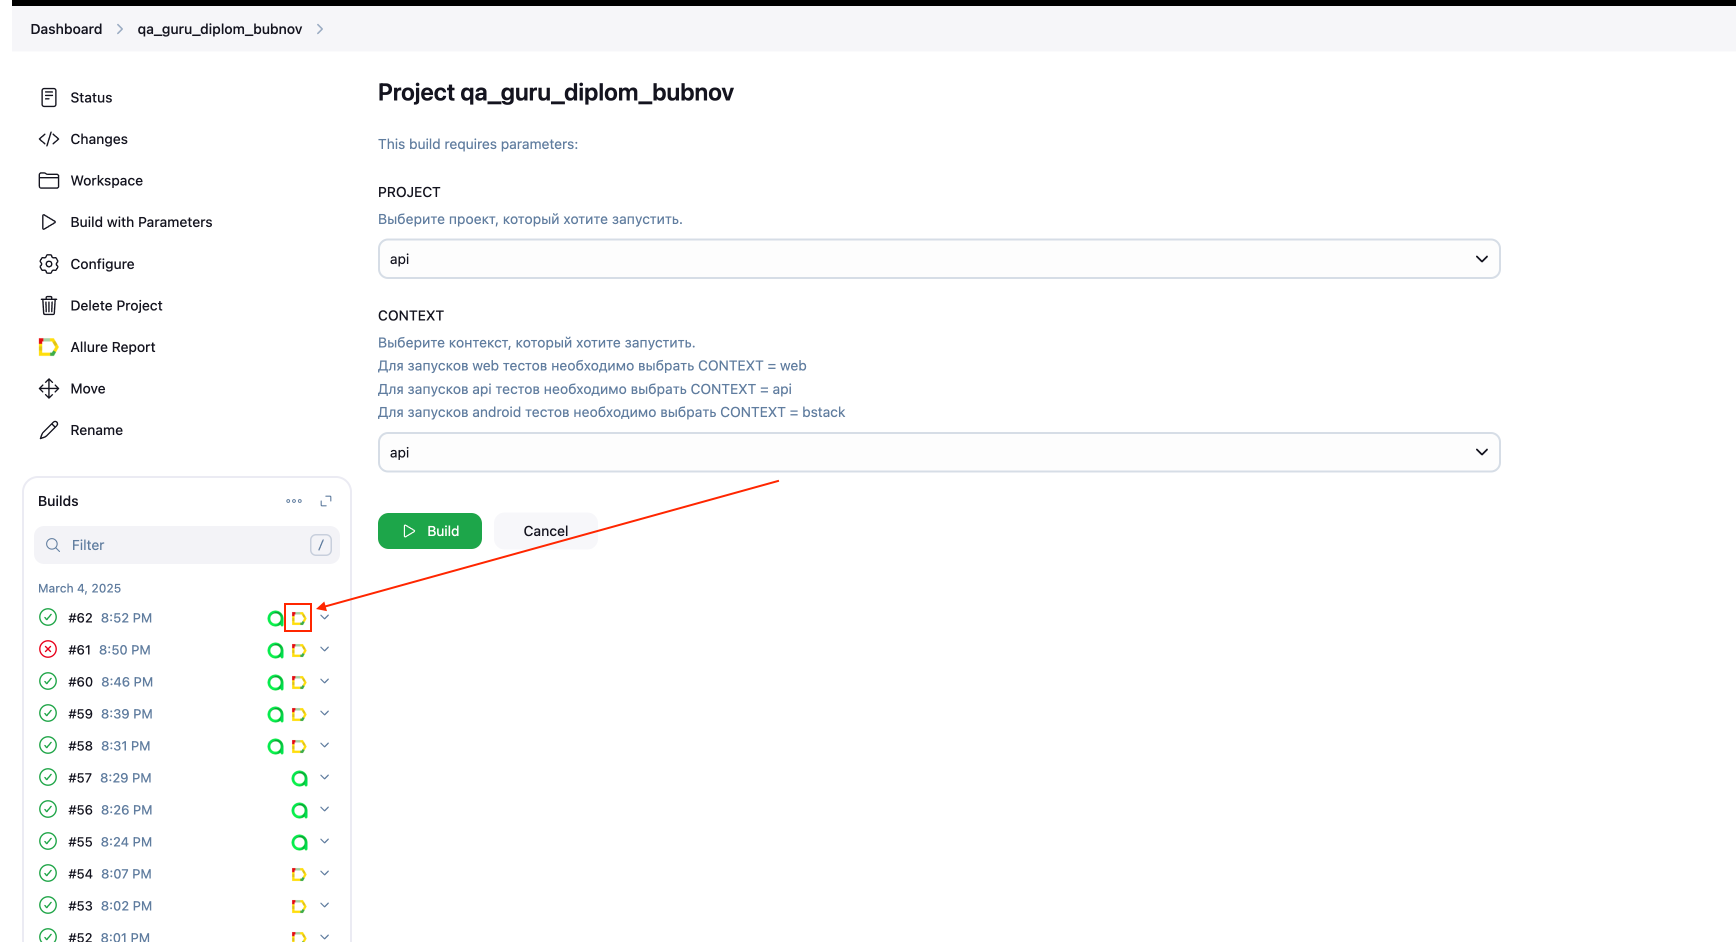 Dashboard
qa_guru_diplom_bubnov
Status
Changes
Workspace
Build with Parameters
Configure
Delete Project
Allure Report
Move
Rename
Builds
Filter /
March 4, 2025
#62 8:52 PM
#61 8:50 PM
#60 8:46 PM
#59 8:39 PM
#58 8:31 PM
#57 8:29 PM
#56 8:26 PM
#55 8:24 PM
#54 8:07 PM
#53 8:02 PM
#52 8:01 PM
Project qa_guru_diplom_bubnov
This build requires parameters:
PROJECT
Выберите проект, который хотите запустить.
api
CONTEXT
Выберите контекст, который хотите запустить.
Для запусков web тестов необходимо выбрать CONTEXT = web
Для запусков api тестов необходимо выбрать CONTEXT = api
Для запусков android тестов необходимо выбрать CONTEXT = bstack
api
Build
Cancel